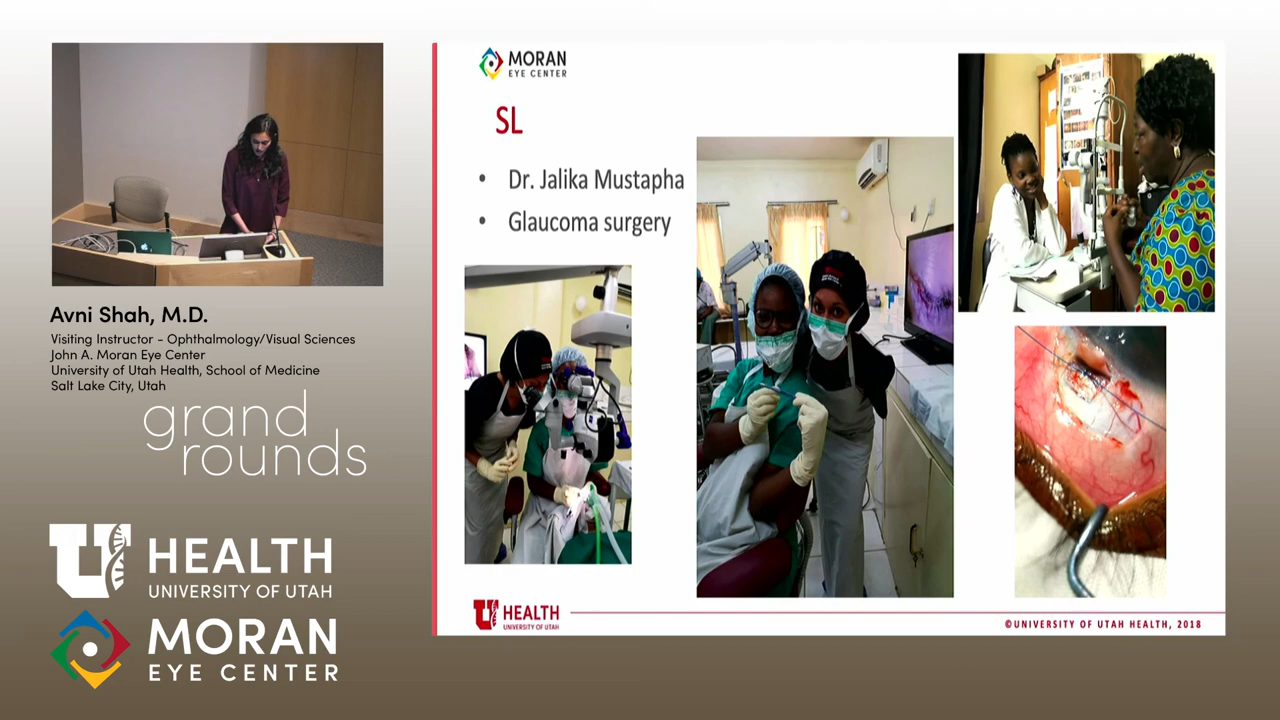 Avni Shah, M.D.
Visiting Instructor - Ophthalmology/Visual Sciences
John A. Moran Eye Center
University of Utah Health, School of Medicine
Salt Lake City, Utah
grand
rounds
U HEALTH
UNIVERSITY OF UTAH
MORAN
EYE CENTER
MORAN
EYE CENTER
SL
• Dr. Jalika Mustapha
• Glaucoma surgery
U HEALTH
UNIVERSITY OF UTAH
©UNIVERSITY OF UTAH HEALTH, 2018